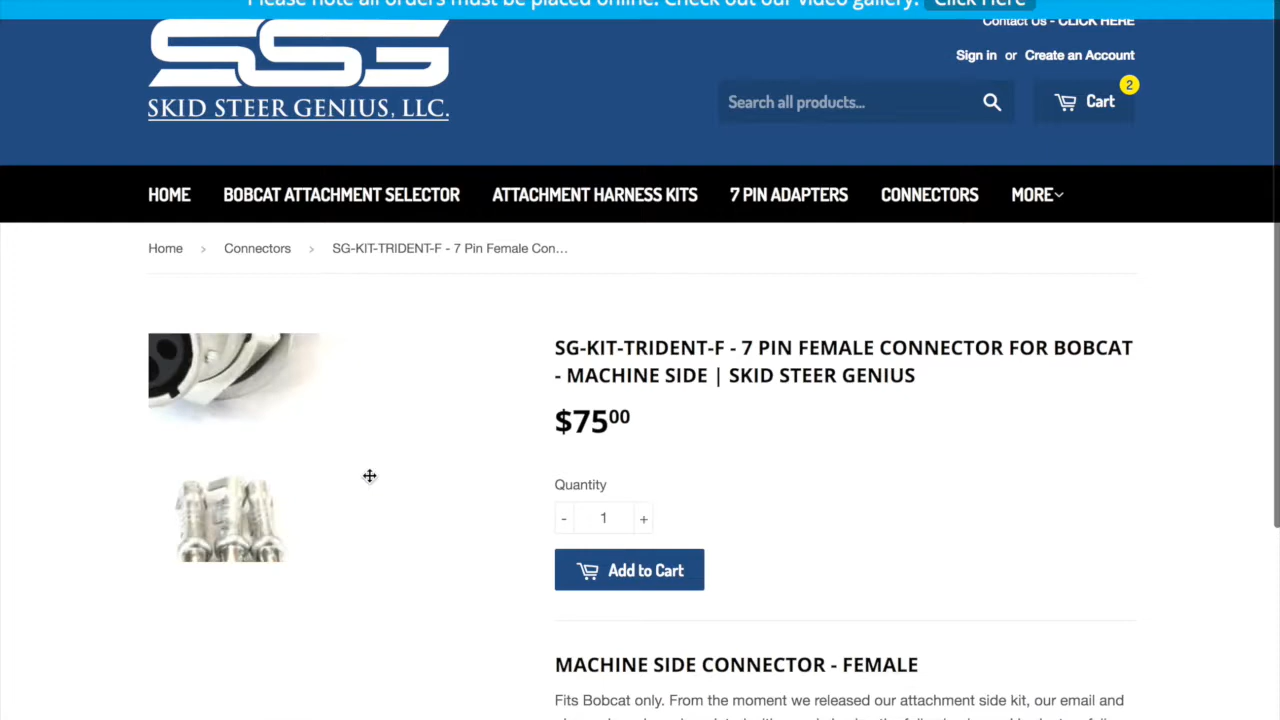 Please note all orders must be placed online. Check out our video gallery. Click Here
Contact Us - CLICK HERE
SSG
SKID STEER GENIUS, LLC.
Sign in or Create an Account
Search all products...
Cart
2
HOME
BOBCAT ATTACHMENT SELECTOR
ATTACHMENT HARNESS KITS
7 PIN ADAPTERS
CONNECTORS
MORE
Home > Connectors > SG-KIT-TRIDENT-F - 7 Pin Female Con...
SG-KIT-TRIDENT-F - 7 PIN FEMALE CONNECTOR FOR BOBCAT
- MACHINE SIDE | SKID STEER GENIUS
$7500
Quantity
- 1 +
Add to Cart
MACHINE SIDE CONNECTOR - FEMALE
Fits Bobcat only. From the moment we released our attachment side kit, our email and